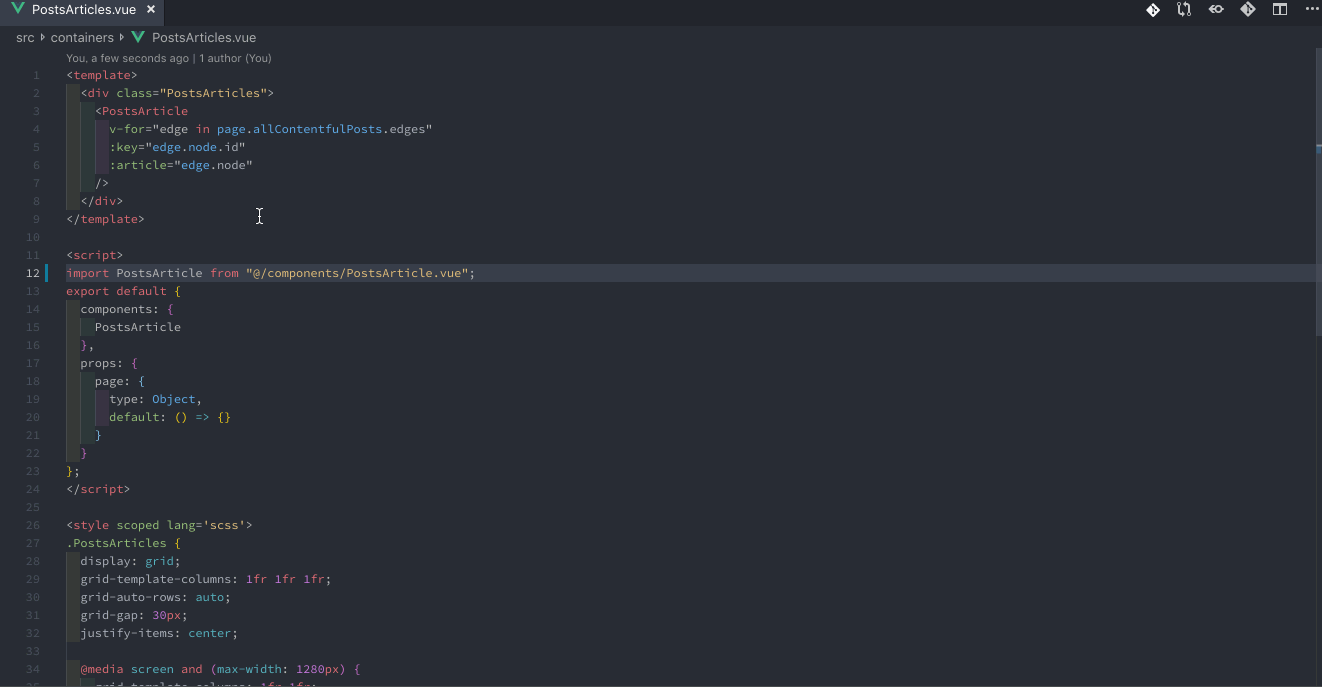 PostsArticles.vue ×
src containers PostsArticles.vue
You, a few seconds ago | 1 author (You)
1 <template>
2 <div class="PostsArticles">
3 <PostsArticle
4 v-for="edge in page.allContentfulPosts.edges"
5 :key="edge.node.id"
6 :article="edge.node"
7 />
8 </div>
9 </template>
10
11 <script>
12 import PostsArticle from "@/components/PostsArticle.vue";
13 export default {
14 components: {
15 PostsArticle
16 },
17 props: {
18 page: {
19 type: Object,
20 default: () => {}
21 }
22 }
23 };
24 </script>
25
26 <style scoped lang='scss'>
27 .PostsArticles {
28 display: grid;
29 grid-template-columns: 1fr 1fr 1fr;
30 grid-auto-rows: auto;
31 grid-gap: 30px;
32 justify-items: center;
33
34 @media screen and (max-width: 1280px) {
35 grid-template-columns: 1fr 1fr;